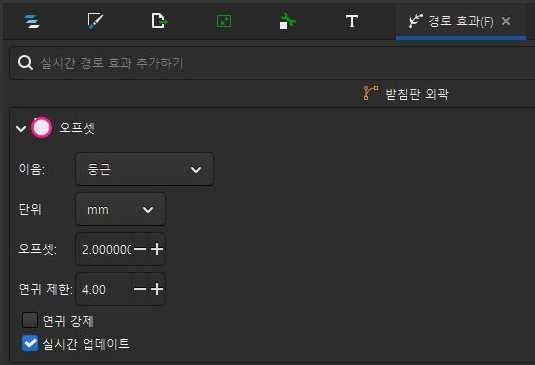 T 경로 효과(F)
실시간 경로 효과 추가하기
받침판 외곽
오프셋
이름: 둥근
단위 mm
오프셋: 2.000000
연귀 제한: 4.00
연귀 강제
실시간 업데이트